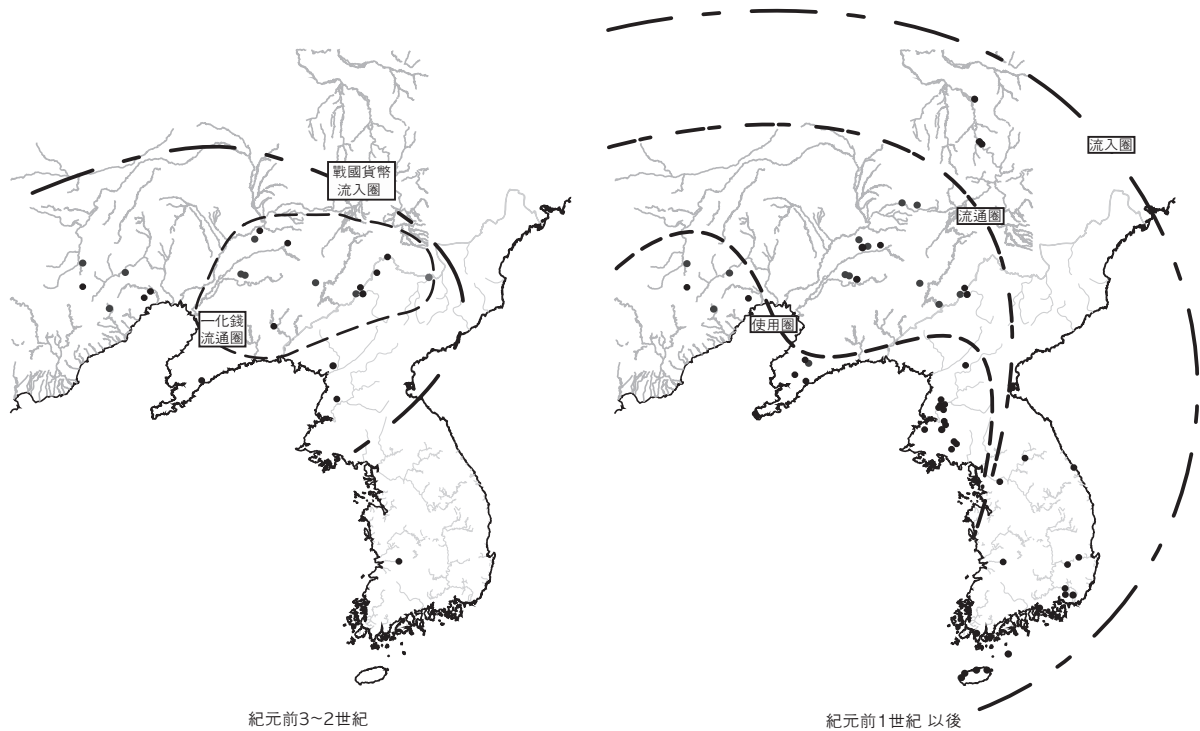 戰國貨幣
流入圈
一化錢
流通圈
紀元前3~2世紀
流入圈
流通圈
使用圈
紀元前1世紀 以後